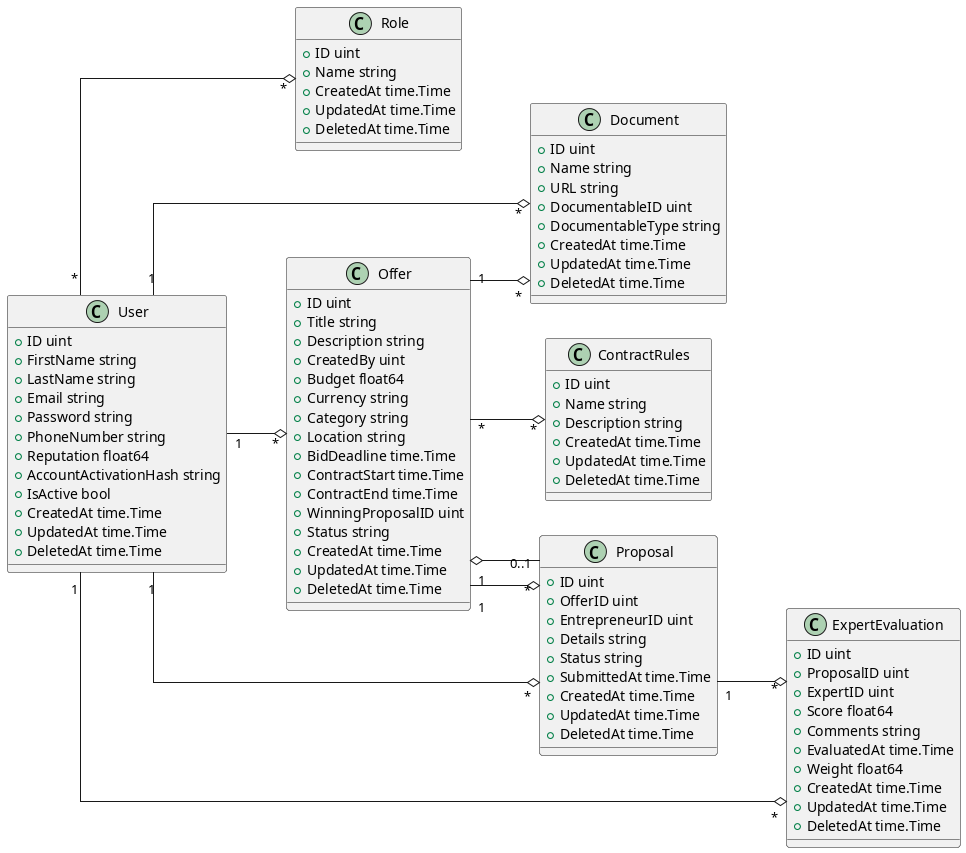 C Role
ID uint
Name string
CreatedAt time.Time
UpdatedAt time.Time
DeletedAt time.Time
*
C Document
ID uint
Name string
URL string
DocumentableID uint
DocumentableType string
CreatedAt time.Time
UpdatedAt time.Time
DeletedAt time.Time
*
*
1
*
1
C User
ID uint
FirstName string
LastName string
Email string
Password string
PhoneNumber string
Reputation float64
AccountActivationHash string
IsActive bool
CreatedAt time.Time
UpdatedAt time.Time
DeletedAt time.Time
1
*
1
1
C Offer
ID uint
Title string
Description string
CreatedBy uint
Budget float64
Currency string
Category string
Location string
BidDeadline time.Time
ContractStart time.Time
ContractEnd time.Time
WinningProposalID uint
Status string
CreatedAt time.Time
UpdatedAt time.Time
DeletedAt time.Time
*
*
0..1
1
*
1
C ContractRules
ID uint
Name string
Description string
CreatedAt time.Time
UpdatedAt time.Time
DeletedAt time.Time
C Proposal
ID uint
OfferID uint
EntrepreneurID uint
Details string
Status string
SubmittedAt time.Time
CreatedAt time.Time
UpdatedAt time.Time
DeletedAt time.Time
*
1
*
*
C ExpertEvaluation
ID uint
ProposalID uint
ExpertID uint
Score float64
Comments string
EvaluatedAt time.Time
Weight float64
CreatedAt time.Time
UpdatedAt time.Time
DeletedAt time.Time